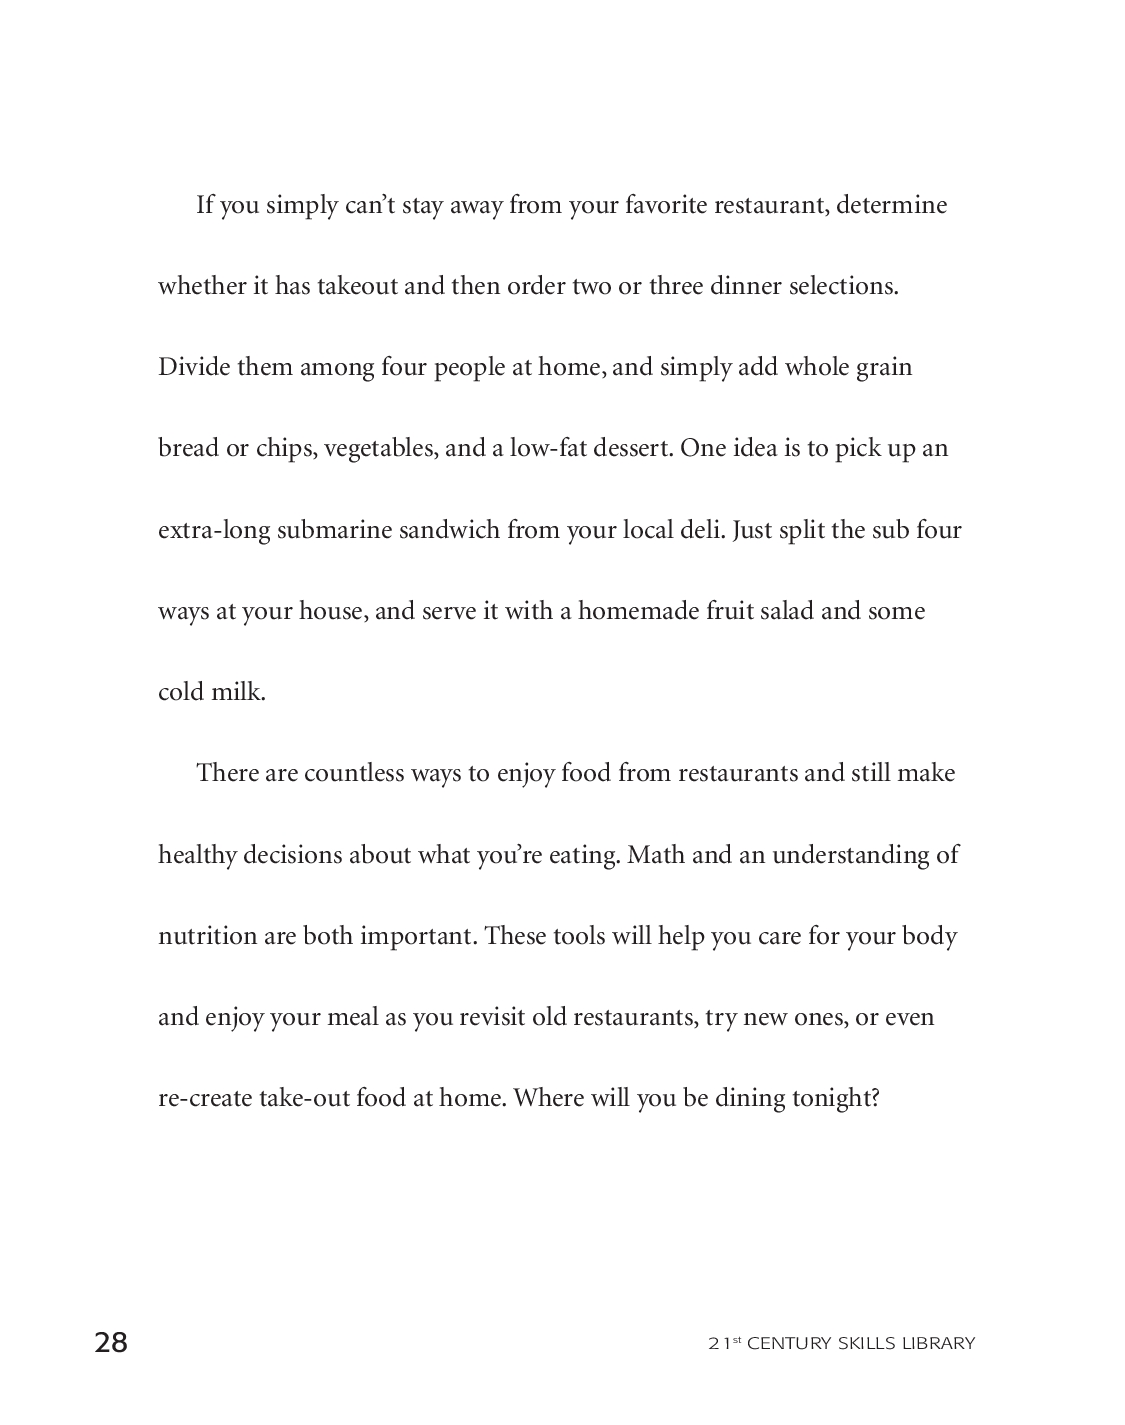 If you simply can’t stay away from your favorite restaurant, determine
whether it has takeout and then order two or three dinner selections.
Divide them among four people at home, and simply add whole grain
bread or chips, vegetables, and a low-fat dessert. One idea is to pick up an
extra-long submarine sandwich from your local deli. Just split the sub four
ways at your house, and serve it with a homemade fruit salad and some
cold milk.
There are countless ways to enjoy food from restaurants and still make
healthy decisions about what you’re eating. Math and an understanding of
nutrition are both important. These tools will help you care for your body
and enjoy your meal as you revisit old restaurants, try new ones, or even
re-create take-out food at home. Where will you be dining tonight?
28
21st CENTURY SKILLS LIBRARY